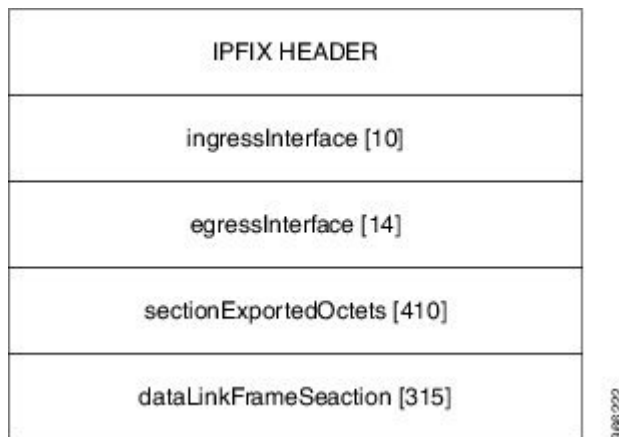 IPFIX HEADER
ingressInterface [10]
egressInterface [14]
sectionExportedOctets [410]
dataLinkFrameSeaction [315]